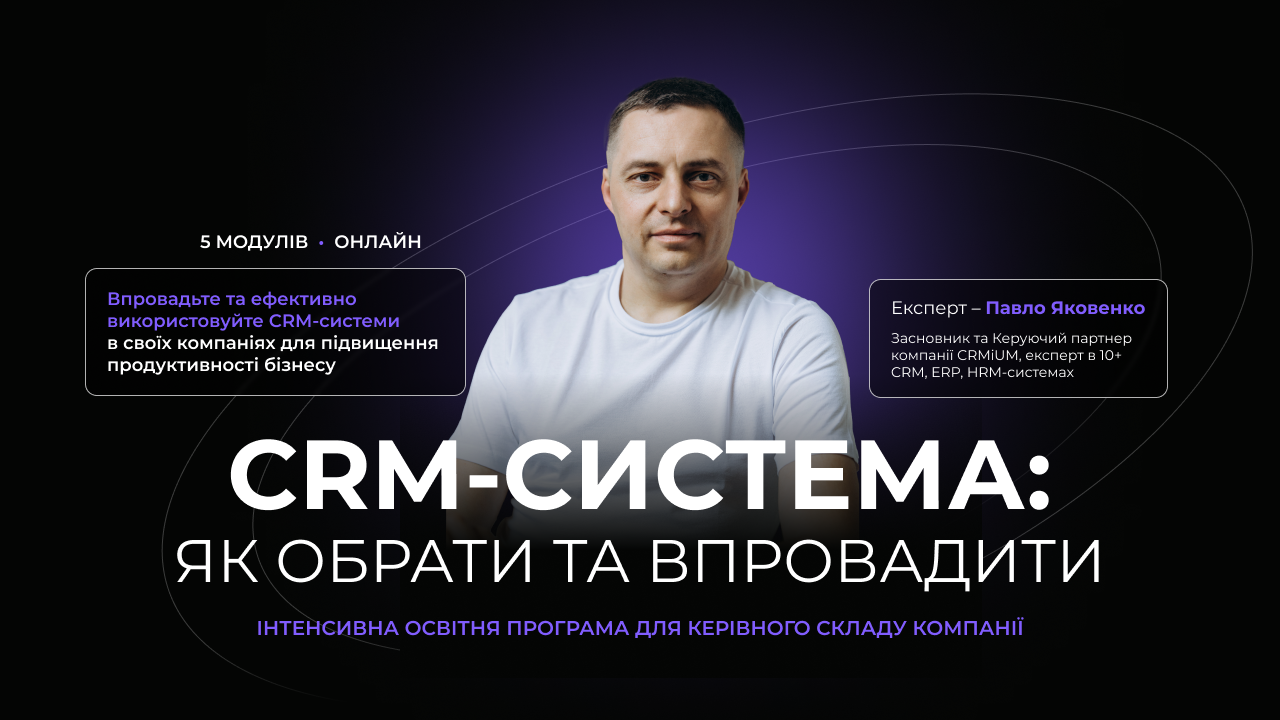 5 МОДУЛІВ • ОНЛАЙН
Впровадьте та ефективно
використовуйте CRM-системи
в своїх компаніях для підвищення
продуктивності бізнесу
Експерт – Павло Яковенко
Засновник та Керуючий партнер
компанії CRMiUM, експерт в 10+
CRM, ERP, HRM-системах
CRM-СИСТЕМА:
ЯК ОБРАТИ ТА ВПРОВАДИТИ
ІНТЕНСИВНА ОСВІТНЯ ПРОГРАМА ДЛЯ КЕРІВНОГО СКЛАДУ КОМПАНІЇ